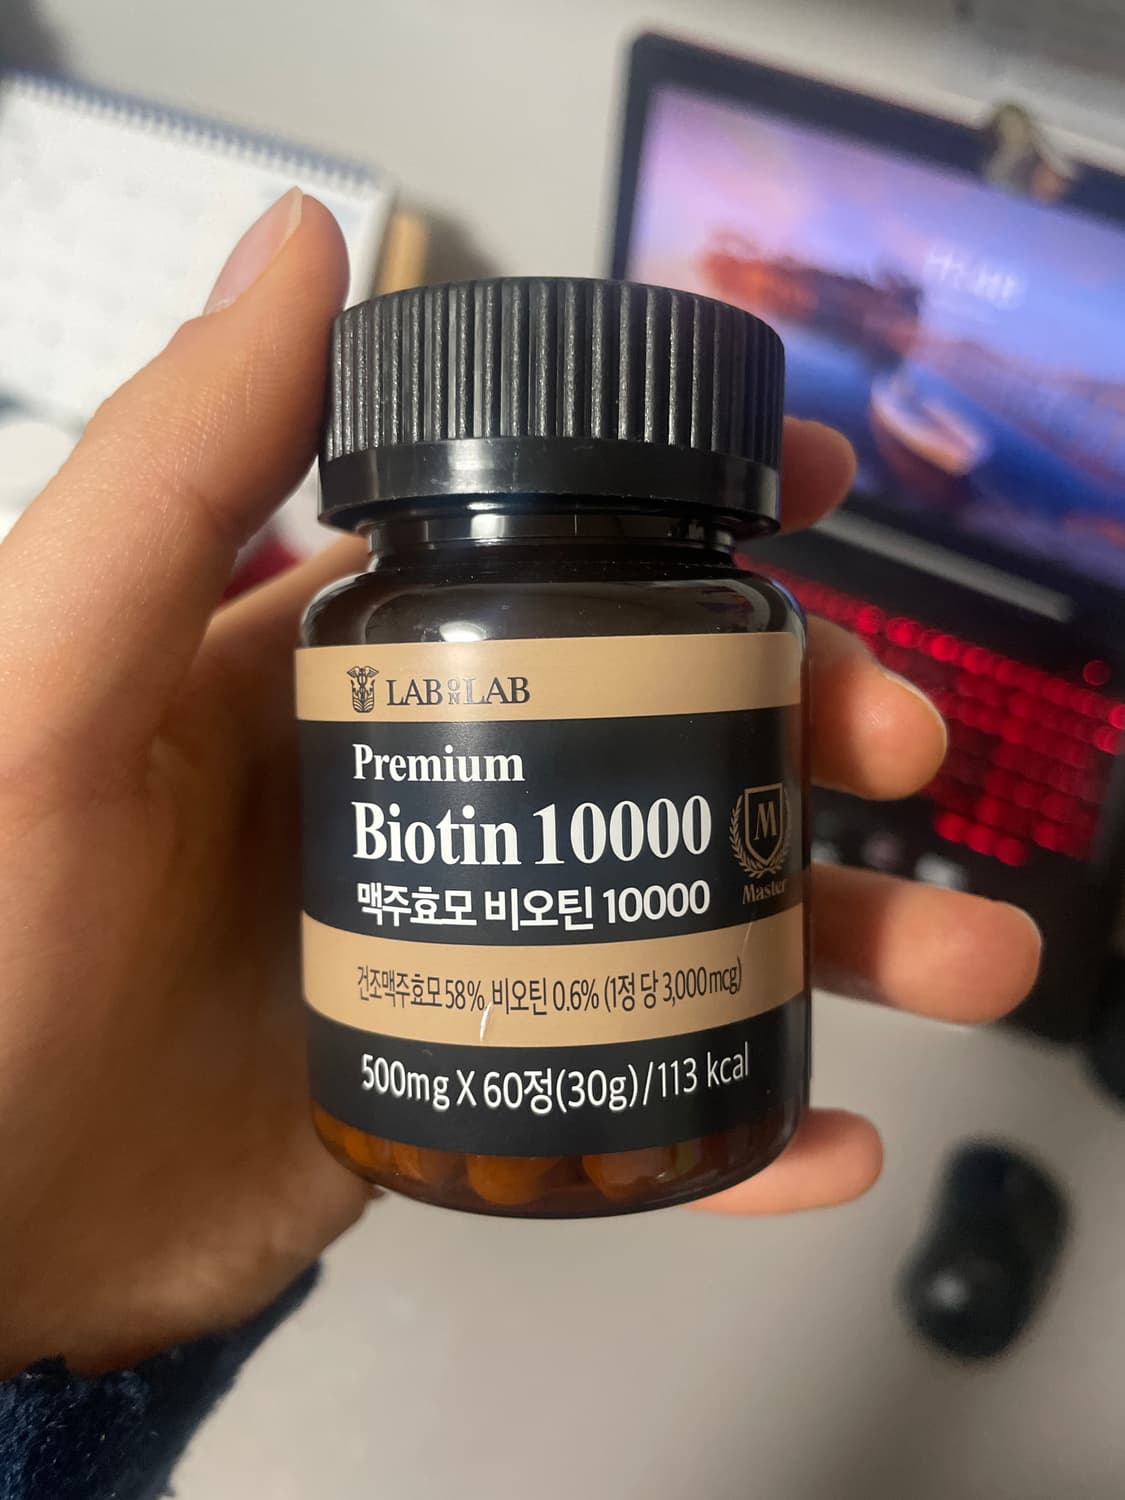 LAB ON LAB
Premium
Biotin 10000
맥주효모 비오틴 10000
M
Master
건조맥주효모 58% 비오틴 0.6% (1정 당 3,000mcg)
500mg X 60정(30g)/113 kcal